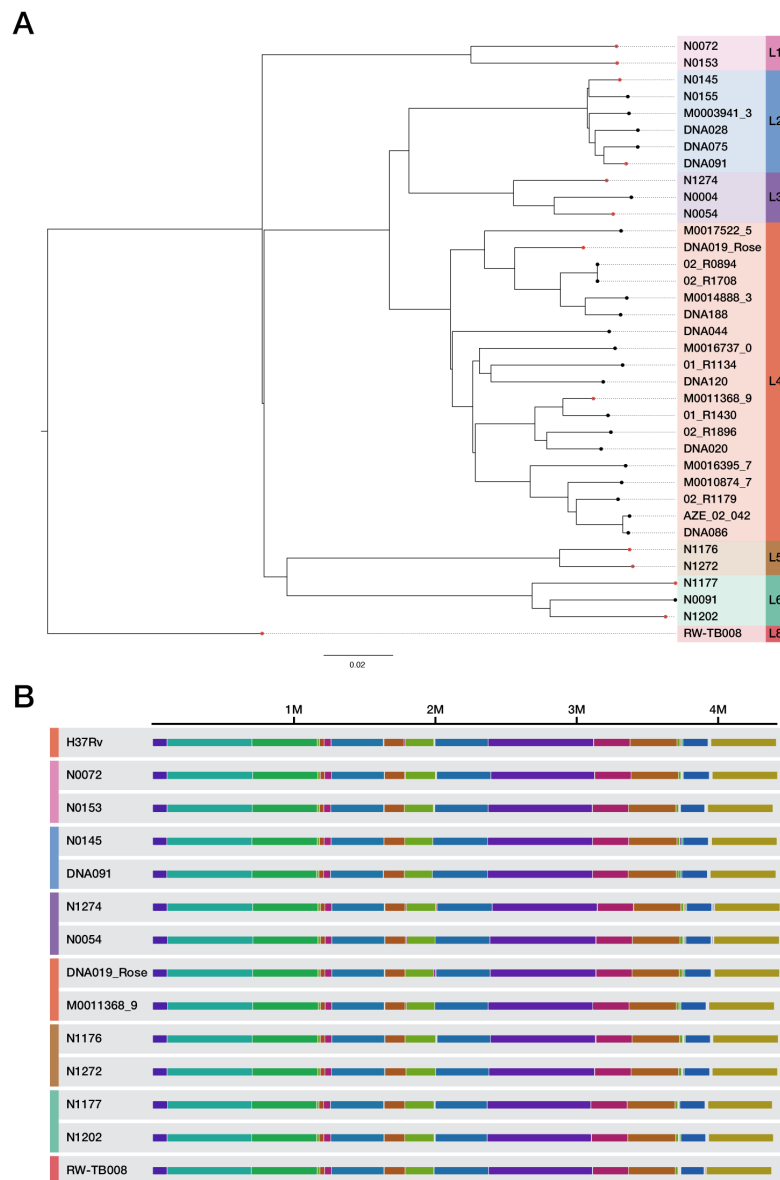 A
N0072
N0153
L1
N0145
N0155
M0003941_3
DNA028
DNA075
DNA091
L2
N1274
N0004
N0054
L3
M0017522_5
DNA019_Rose
02_R0894
02_R1708
M0014888_3
DNA188
DNA044
M0016737_0
01_R1134
DNA120
M0011368_9
01_R1430
02_R1896
DNA020
M0016395_7
M0010874_7
02_R1179
AZE_02_042
DNA086
L4
N1176
N1272
L5
N1177
N0091
N1202
L6
RW-TB008
L8
0.02
B
1M 2M 3M 4M
H37Rv
N0072
N0153
N0145
DNA091
N1274
N0054
DNA019_Rose
M0011368_9
N1176
N1272
N1177
N1202
RW-TB008